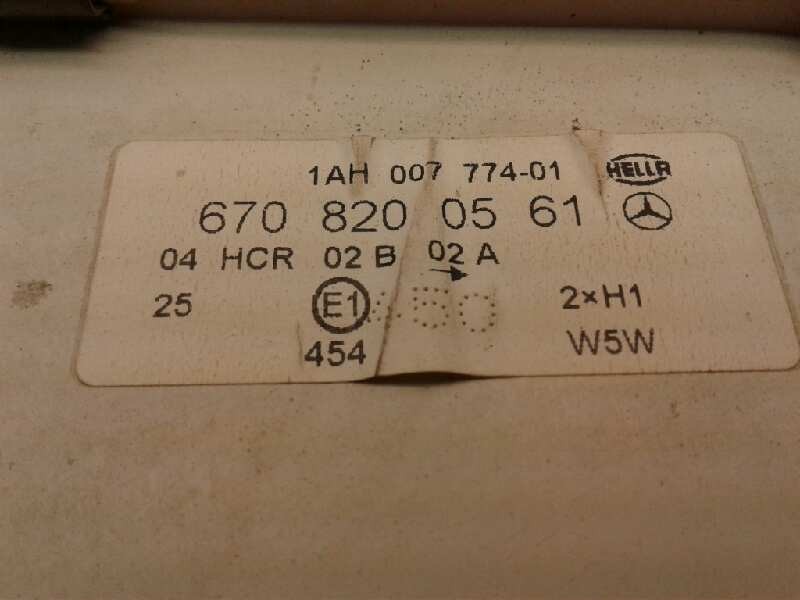 1AH 007 774-01 HELLA
670 820 05 61
04 HCR 02 B 02 A
25 E1 2×H1
454 W5W